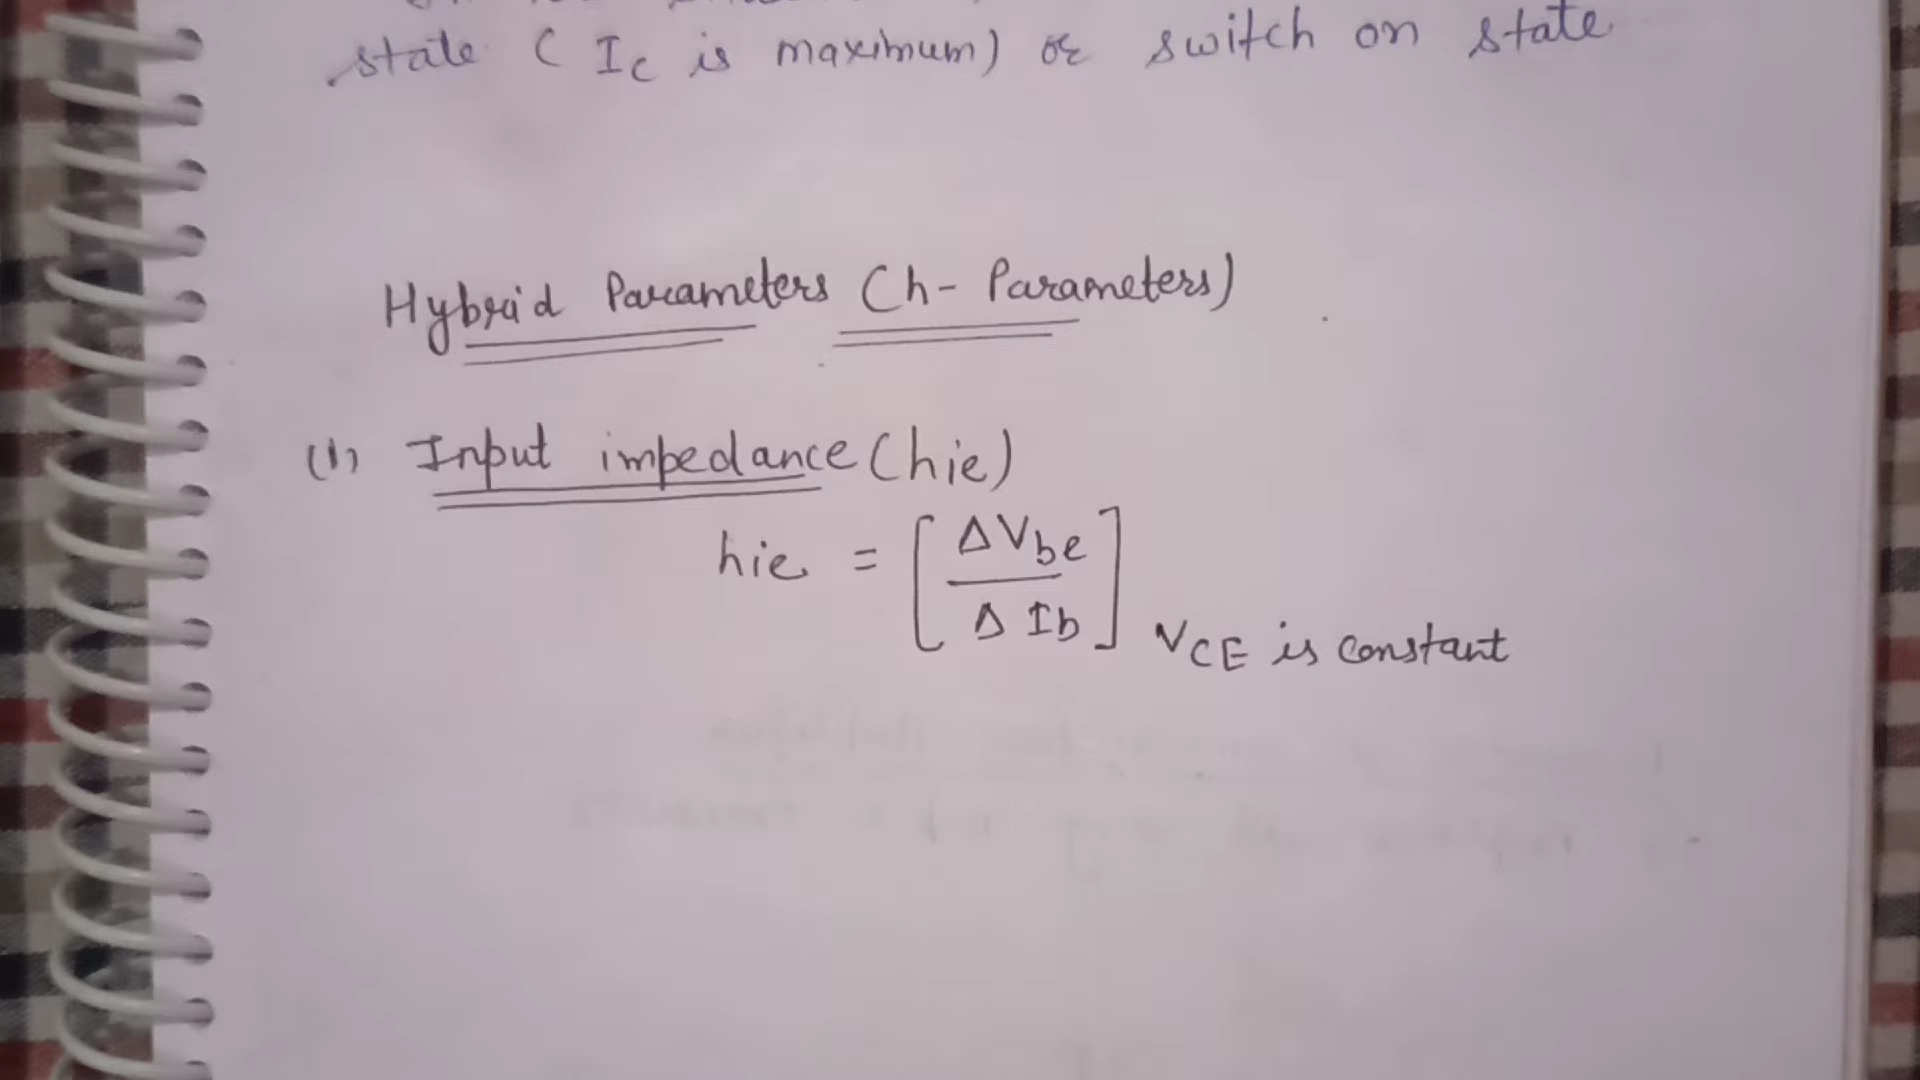 state (Ic is maximum) or switch on state
Hybrid Parameters (h- Parameters)
(1) Input impedance (hie)
hie = [ΔVbe / ΔIb] VCE is constant